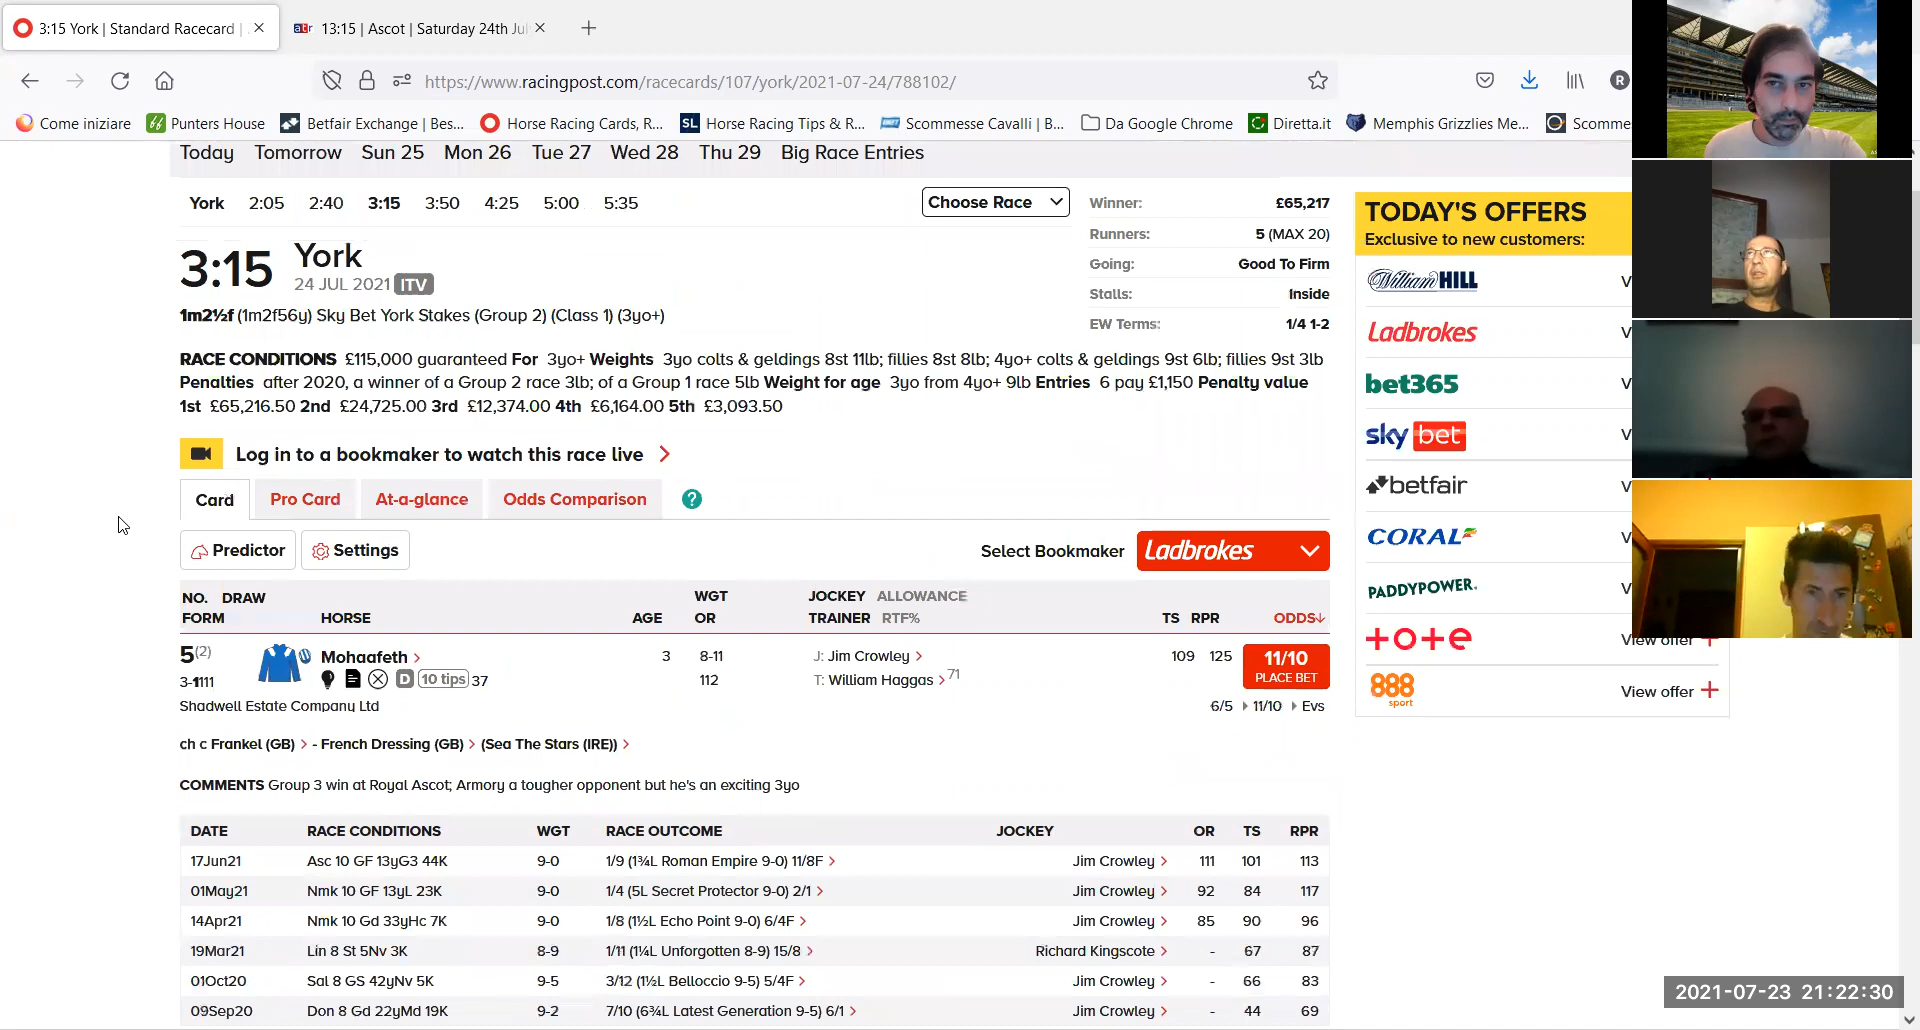 3:15 York | Standard Racecard |
atr 13:15 | Ascot | Saturday 24th Jul
https://www.racingpost.com/racecards/107/york/2021-07-24/788102/
R
Come iniziare Punters House Betfair Exchange | Bes... Horse Racing Cards, R... SL Horse Racing Tips & R... Scommesse Cavalli | B... Da Google Chrome Diretta.it Memphis Grizzlies Me... Scomme
Today Tomorrow Sun 25 Mon 26 Tue 27 Wed 28 Thu 29 Big Race Entries
York 2:05 2:40 3:15 3:50 4:25 5:00 5:35
Choose Race
Winner: £65,217
Runners: 5 (MAX 20)
Going: Good To Firm
Stalls: Inside
EW Terms: 1/4 1-2
3:15 York
24 JUL 2021 ITV
1m2½f (1m2f56y) Sky Bet York Stakes (Group 2) (Class 1) (3yo+)
RACE CONDITIONS £115,000 guaranteed For 3yo+ Weights 3yo colts & geldings 8st 11lb; fillies 8st 8lb; 4yo+ colts & geldings 9st 6lb; fillies 9st 3lb
Penalties after 2020, a winner of a Group 2 race 3lb; of a Group 1 race 5lb Weight for age 3yo from 4yo+ 9lb Entries 6 pay £1,150 Penalty value
1st £65,216.50 2nd £24,725.00 3rd £12,374.00 4th £6,164.00 5th £3,093.50
Log in to a bookmaker to watch this race live
Card Pro Card At-a-glance Odds Comparison ?
Predictor Settings
Select Bookmaker Ladbrokes
NO. DRAW WGT JOCKEY ALLOWANCE
FORM HORSE AGE OR TRAINER RTF% TS RPR ODDS
5(2) Mohaafeth 3 8-11 J: Jim Crowley 109 125 11/10
PLACE BET
3-1111 D 10 tips 37 112 T: William Haggas 71
Shadwell Estate Company Ltd 6/5 11/10 Evs
ch c Frankel (GB) - French Dressing (GB) (Sea The Stars (IRE))
COMMENTS Group 3 win at Royal Ascot; Armory a tougher opponent but he's an exciting 3yo
DATE RACE CONDITIONS WGT RACE OUTCOME JOCKEY OR TS RPR
17Jun21 Asc 10 GF 13yG3 44K 9-0 1/9 (1¾L Roman Empire 9-0) 11/8F Jim Crowley 111 101 113
01May21 Nmk 10 GF 13yL 23K 9-0 1/4 (5L Secret Protector 9-0) 2/1 Jim Crowley 92 84 117
14Apr21 Nmk 10 Gd 33yHc 7K 9-0 1/8 (1½L Echo Point 9-0) 6/4F Jim Crowley 85 90 96
19Mar21 Lin 8 St 5Nv 3K 8-9 1/11 (1¼L Unforgotten 8-9) 15/8 Richard Kingscote - 67 87
01Oct20 Sal 8 GS 42yNv 5K 9-5 3/12 (1½L Belloccio 9-5) 5/4F Jim Crowley - 66 83
09Sep20 Don 8 Gd 22yMd 19K 9-2 7/10 (6¾L Latest Generation 9-5) 6/1 Jim Crowley - 44 69
TODAY'S OFFERS
Exclusive to new customers:
William HILL V
Ladbrokes V
bet365 V
sky bet V
betfair V
CORAL V
PADDYPOWER. V
tote View offer
888 sport View offer
2021-07-23 21:22:30